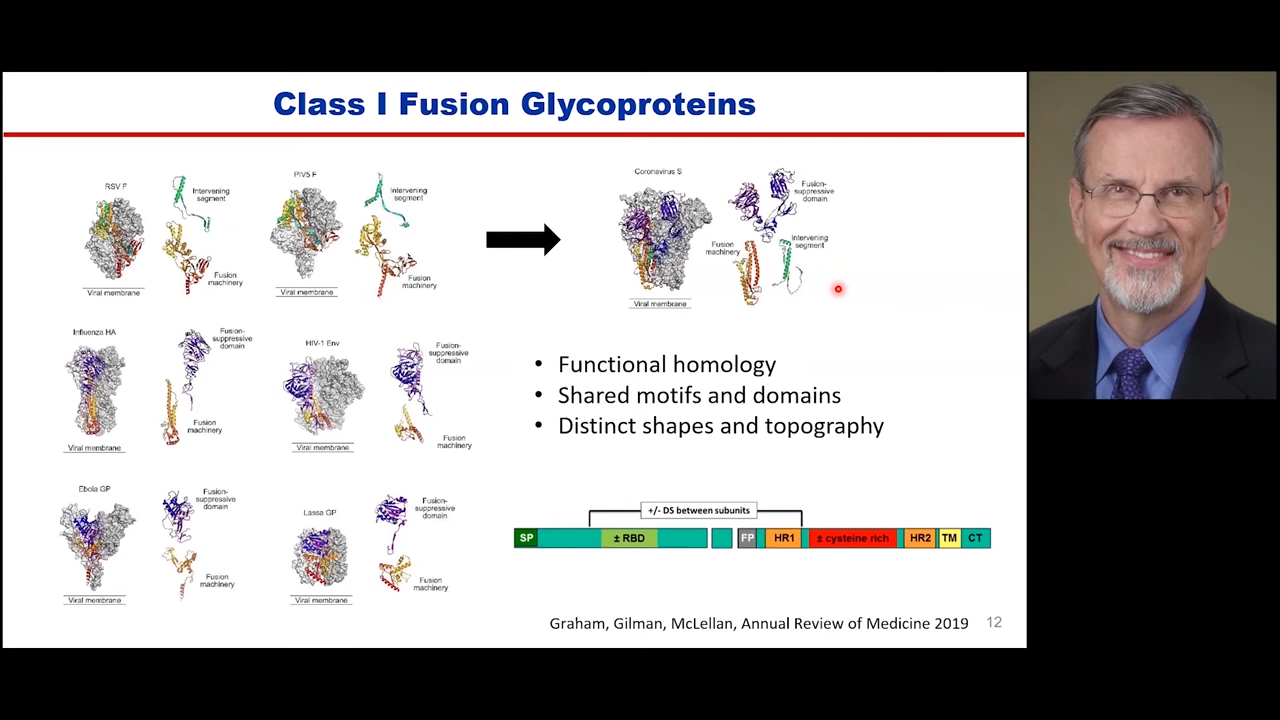 Class I Fusion Glycoproteins
RSV F
Intervening
segment
Fusion
machinery
Viral membrane
PIV5 F
Intervening
segment
Fusion
machinery
Viral membrane
Coronavirus S
Fusion-
suppressive
domain
Fusion
machinery
Intervening
segment
Viral membrane
Influenza HA
Fusion-
suppressive
domain
Fusion
machinery
Viral membrane
HIV-1 Env
Fusion-
suppressive
domain
Fusion
machinery
Viral membrane
• Functional homology
• Shared motifs and domains
• Distinct shapes and topography
Ebola GP
Fusion-
suppressive
domain
Fusion
machinery
Viral membrane
Lassa GP
Fusion-
suppressive
domain
Fusion
machinery
Viral membrane
+/- DS between subunits
SP ± RBD FP HR1 ± cysteine rich HR2 TM CT
Graham, Gilman, McLellan, Annual Review of Medicine 2019 12